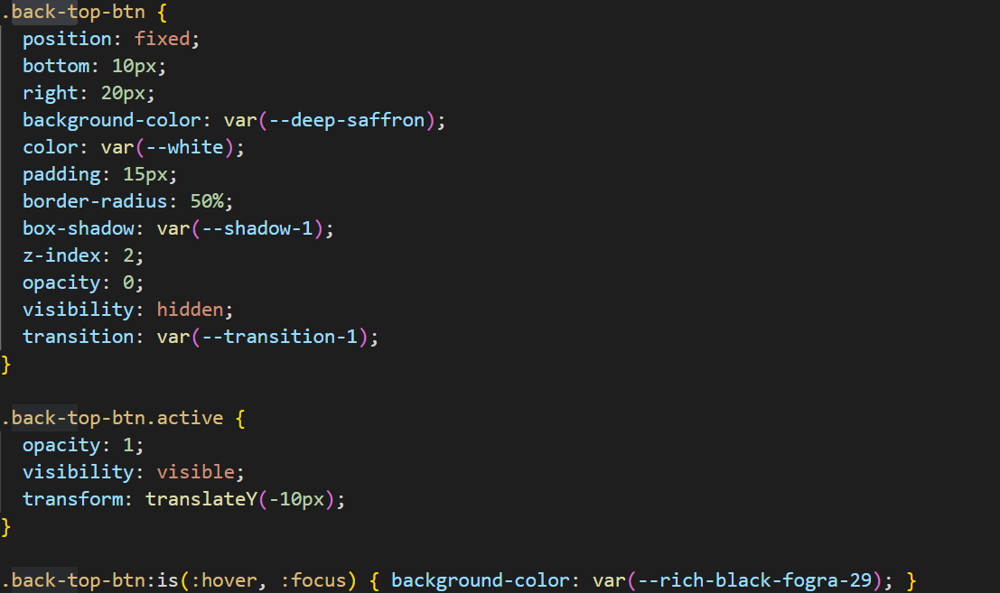 .back-top-btn {
  position: fixed;
  bottom: 10px;
  right: 20px;
  background-color: var(--deep-saffron);
  color: var(--white);
  padding: 15px;
  border-radius: 50%;
  box-shadow: var(--shadow-1);
  z-index: 2;
  opacity: 0;
  visibility: hidden;
  transition: var(--transition-1);
}

.back-top-btn.active {
  opacity: 1;
  visibility: visible;
  transform: translateY(-10px);
}

.back-top-btn:is(:hover, :focus) { background-color: var(--rich-black-fogra-29); }